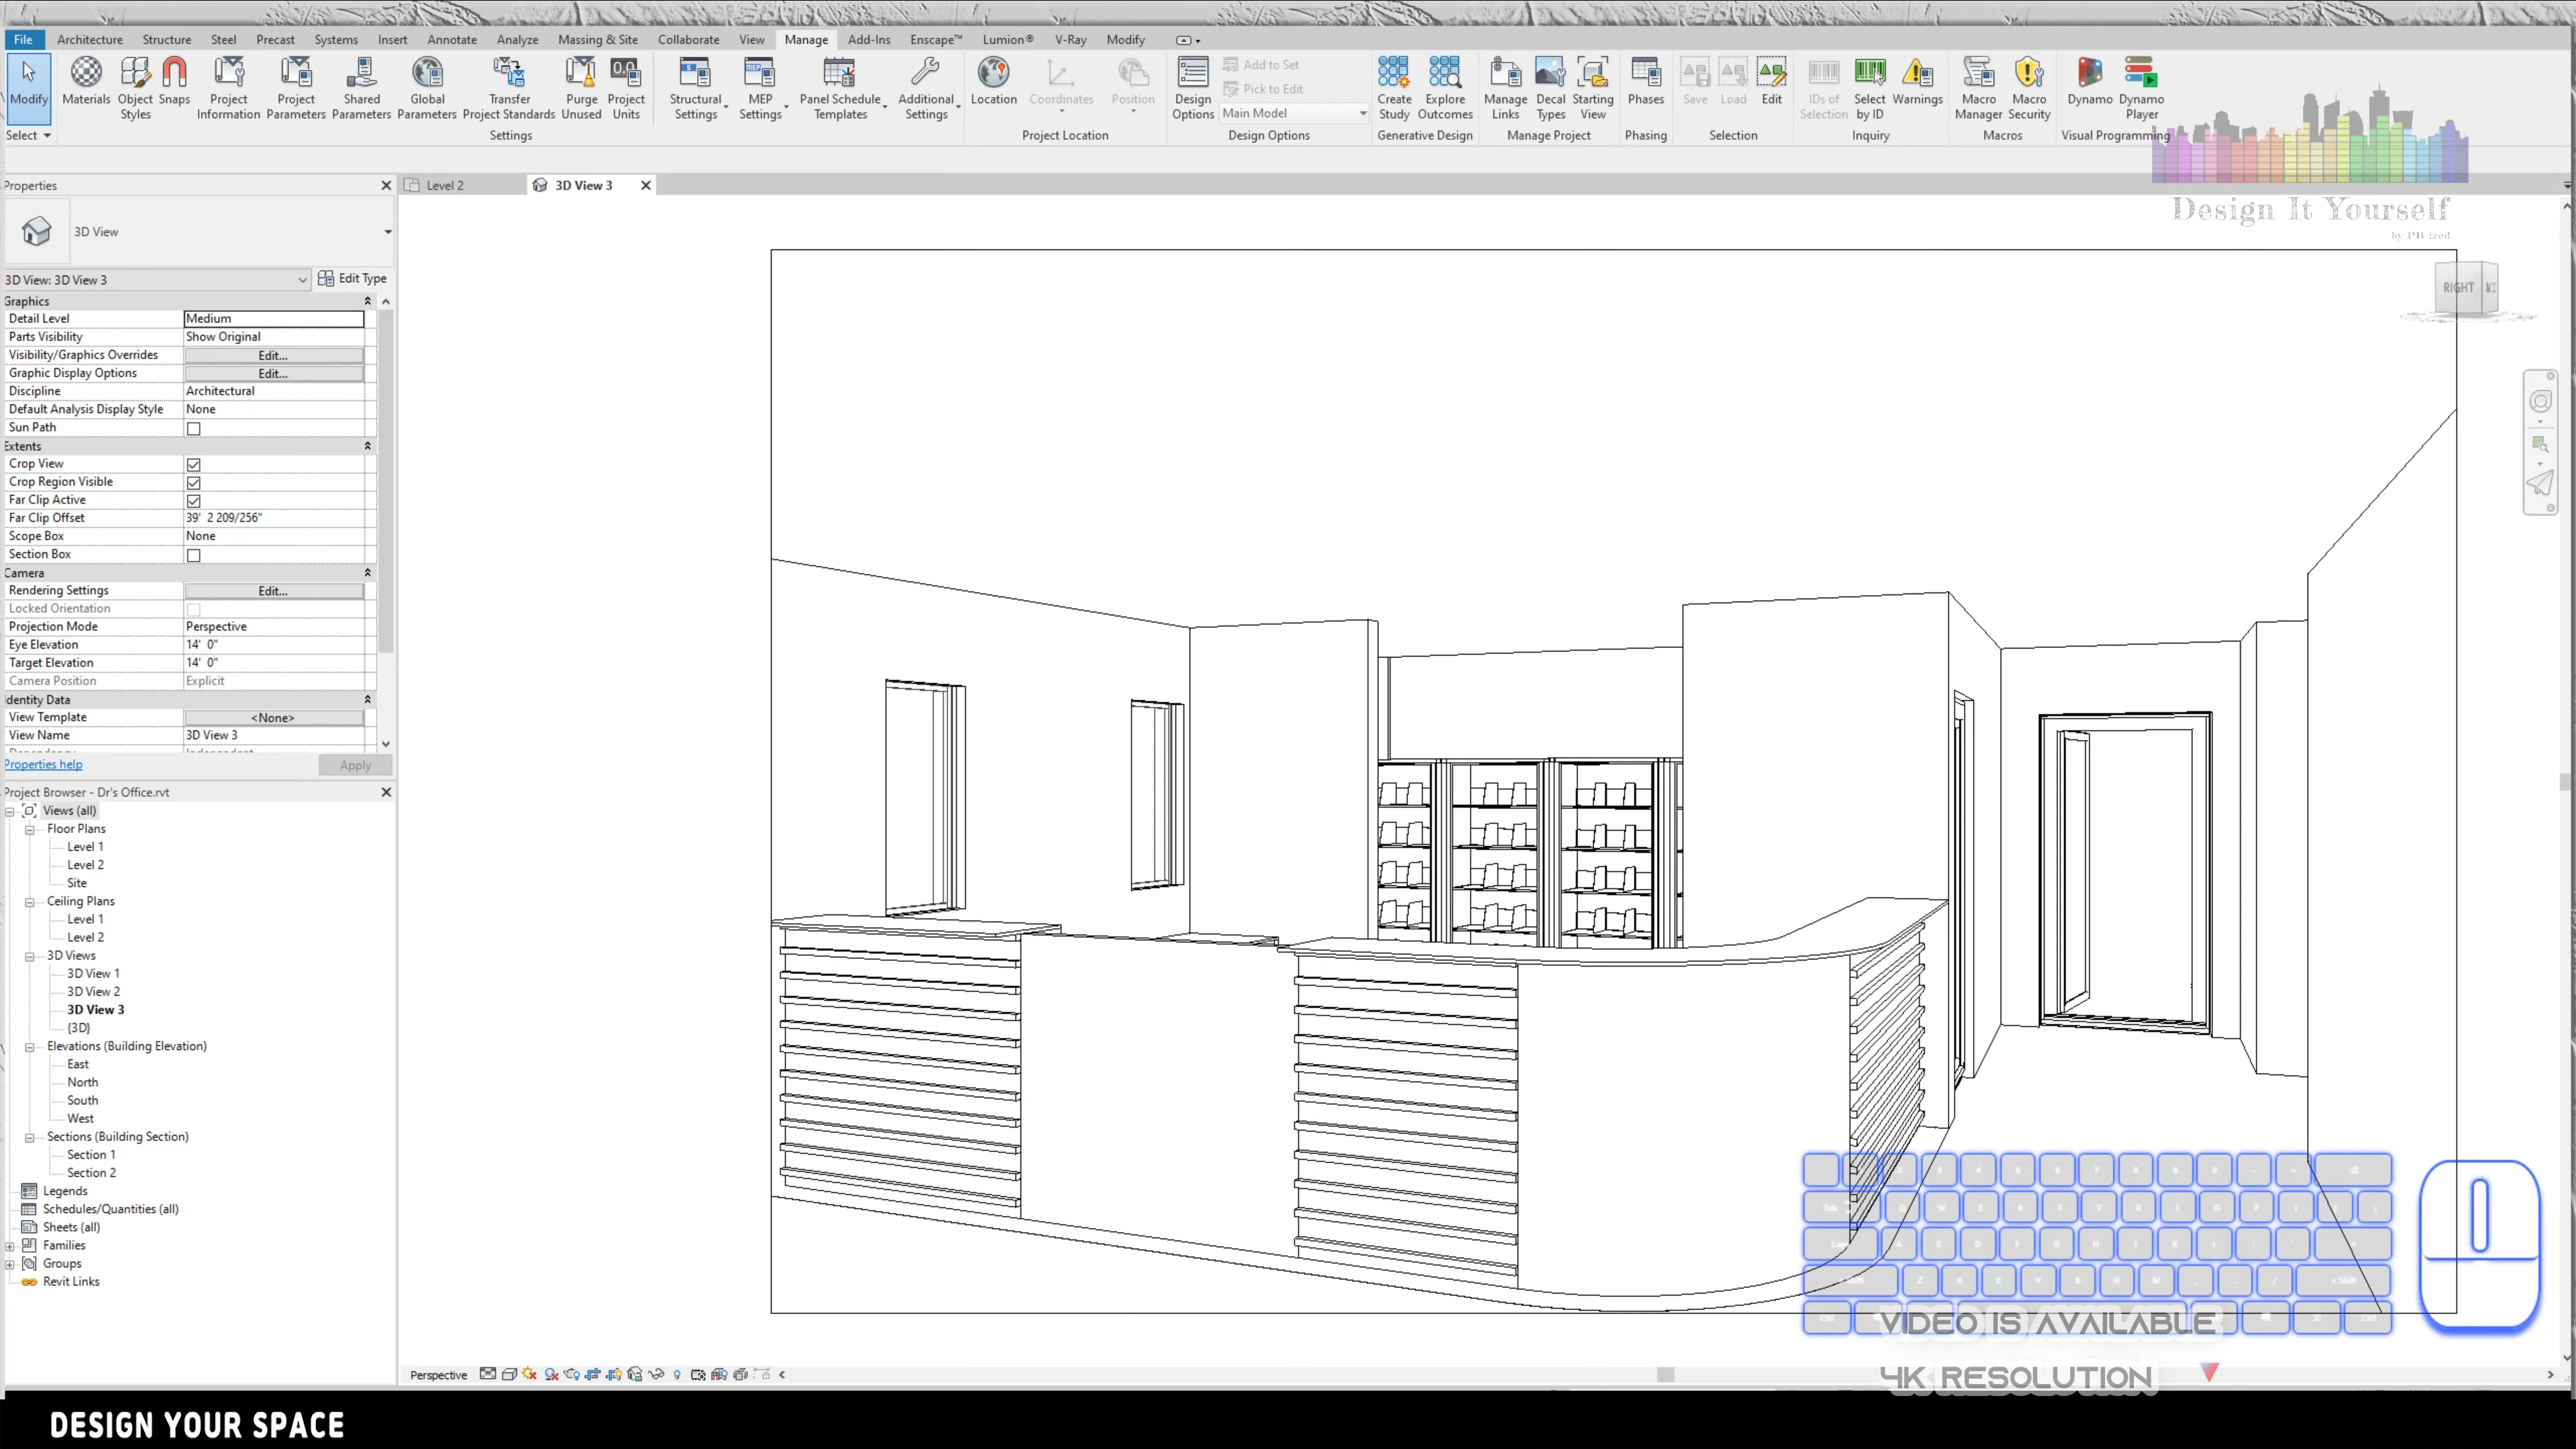 File Architecture Structure Steel Precast Systems Insert Annotate Analyze Massing & Site Collaborate View Manage Add-Ins Enscape™ Lumion® V-Ray Modify
Modify Materials Object Styles Snaps Project Information Project Parameters Shared Parameters Global Parameters Transfer Project Standards Purge Unused Project Units Structural Settings MEP Settings Panel Schedule Templates Additional Settings Location Coordinates Position Design Options Add to Set Pick to Edit Main Model Create Study Explore Outcomes Manage Links Decal Types Starting View Phases Save Load Edit IDs of Selection Select by ID Warnings Macro Manager Macro Security Dynamo Dynamo Player
Select Settings Project Location Design Options Generative Design Manage Project Phasing Selection Inquiry Macros Visual Programming
Design It Yourself
by PB ized
Properties
Level 2 3D View 3
3D View
3D View: 3D View 3 Edit Type
Graphics
Detail Level Medium
Parts Visibility Show Original
Visibility/Graphics Overrides Edit...
Graphic Display Options Edit...
Discipline Architectural
Default Analysis Display Style None
Sun Path
Extents
Crop View
Crop Region Visible
Far Clip Active
Far Clip Offset 39' 2 209/256"
Scope Box None
Section Box
Camera
Rendering Settings Edit...
Locked Orientation
Projection Mode Perspective
Eye Elevation 14' 0"
Target Elevation 14' 0"
Camera Position Explicit
Identity Data
View Template <None>
View Name 3D View 3
Properties help Apply
Project Browser - Dr's Office.rvt
Views (all)
Floor Plans
Level 1
Level 2
Site
Ceiling Plans
Level 1
Level 2
3D Views
3D View 1
3D View 2
3D View 3
{3D}
Elevations (Building Elevation)
East
North
South
West
Sections (Building Section)
Section 1
Section 2
Legends
Schedules/Quantities (all)
Sheets (all)
Families
Groups
Revit Links
RIGHT
Perspective
VIDEO IS AVAILABLE
4K RESOLUTION
DESIGN YOUR SPACE